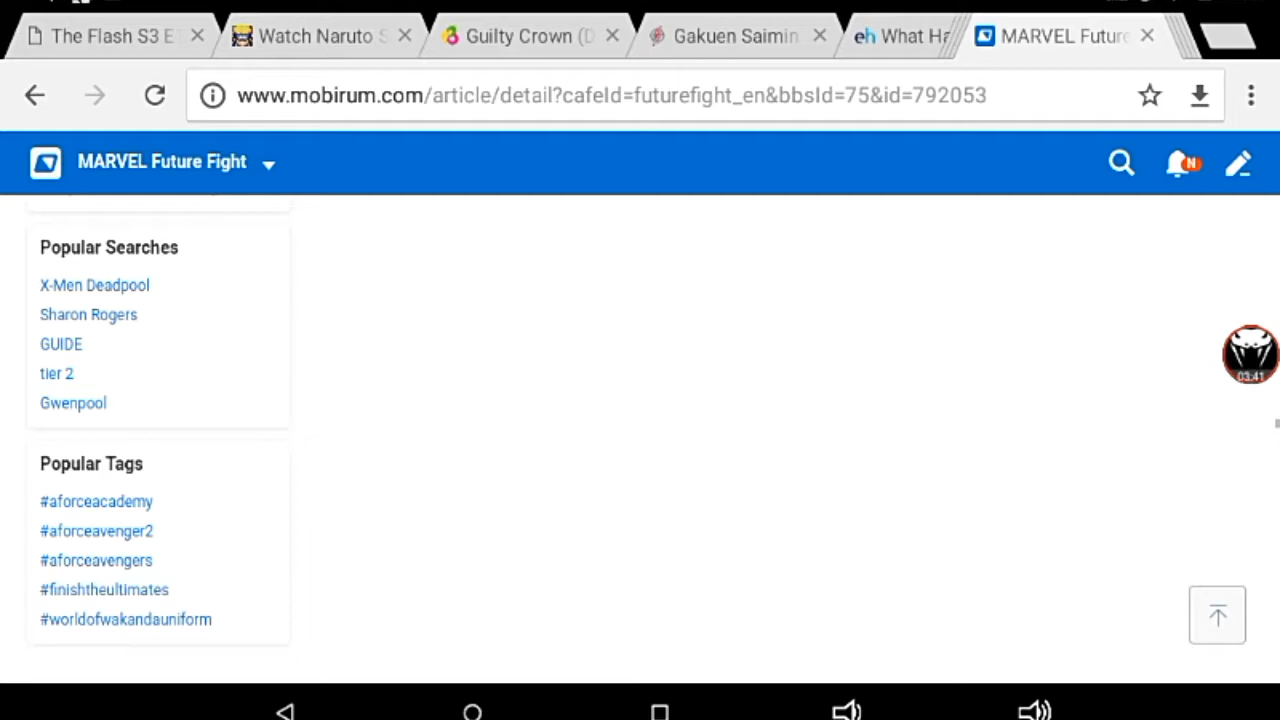 The Flash S3 E
Watch Naruto S
Guilty Crown (D
Gakuen Saimin
What Ha
MARVEL Future
www.mobirum.com/article/detail?cafeId=futurefight_en&bbsId=75&id=792053
MARVEL Future Fight
N
Popular Searches
X-Men Deadpool
Sharon Rogers
GUIDE
tier 2
Gwenpool
03:41
Popular Tags
#aforceacademy
#aforceavenger2
#aforceavengers
#finishtheultimates
#worldofwakandauniform